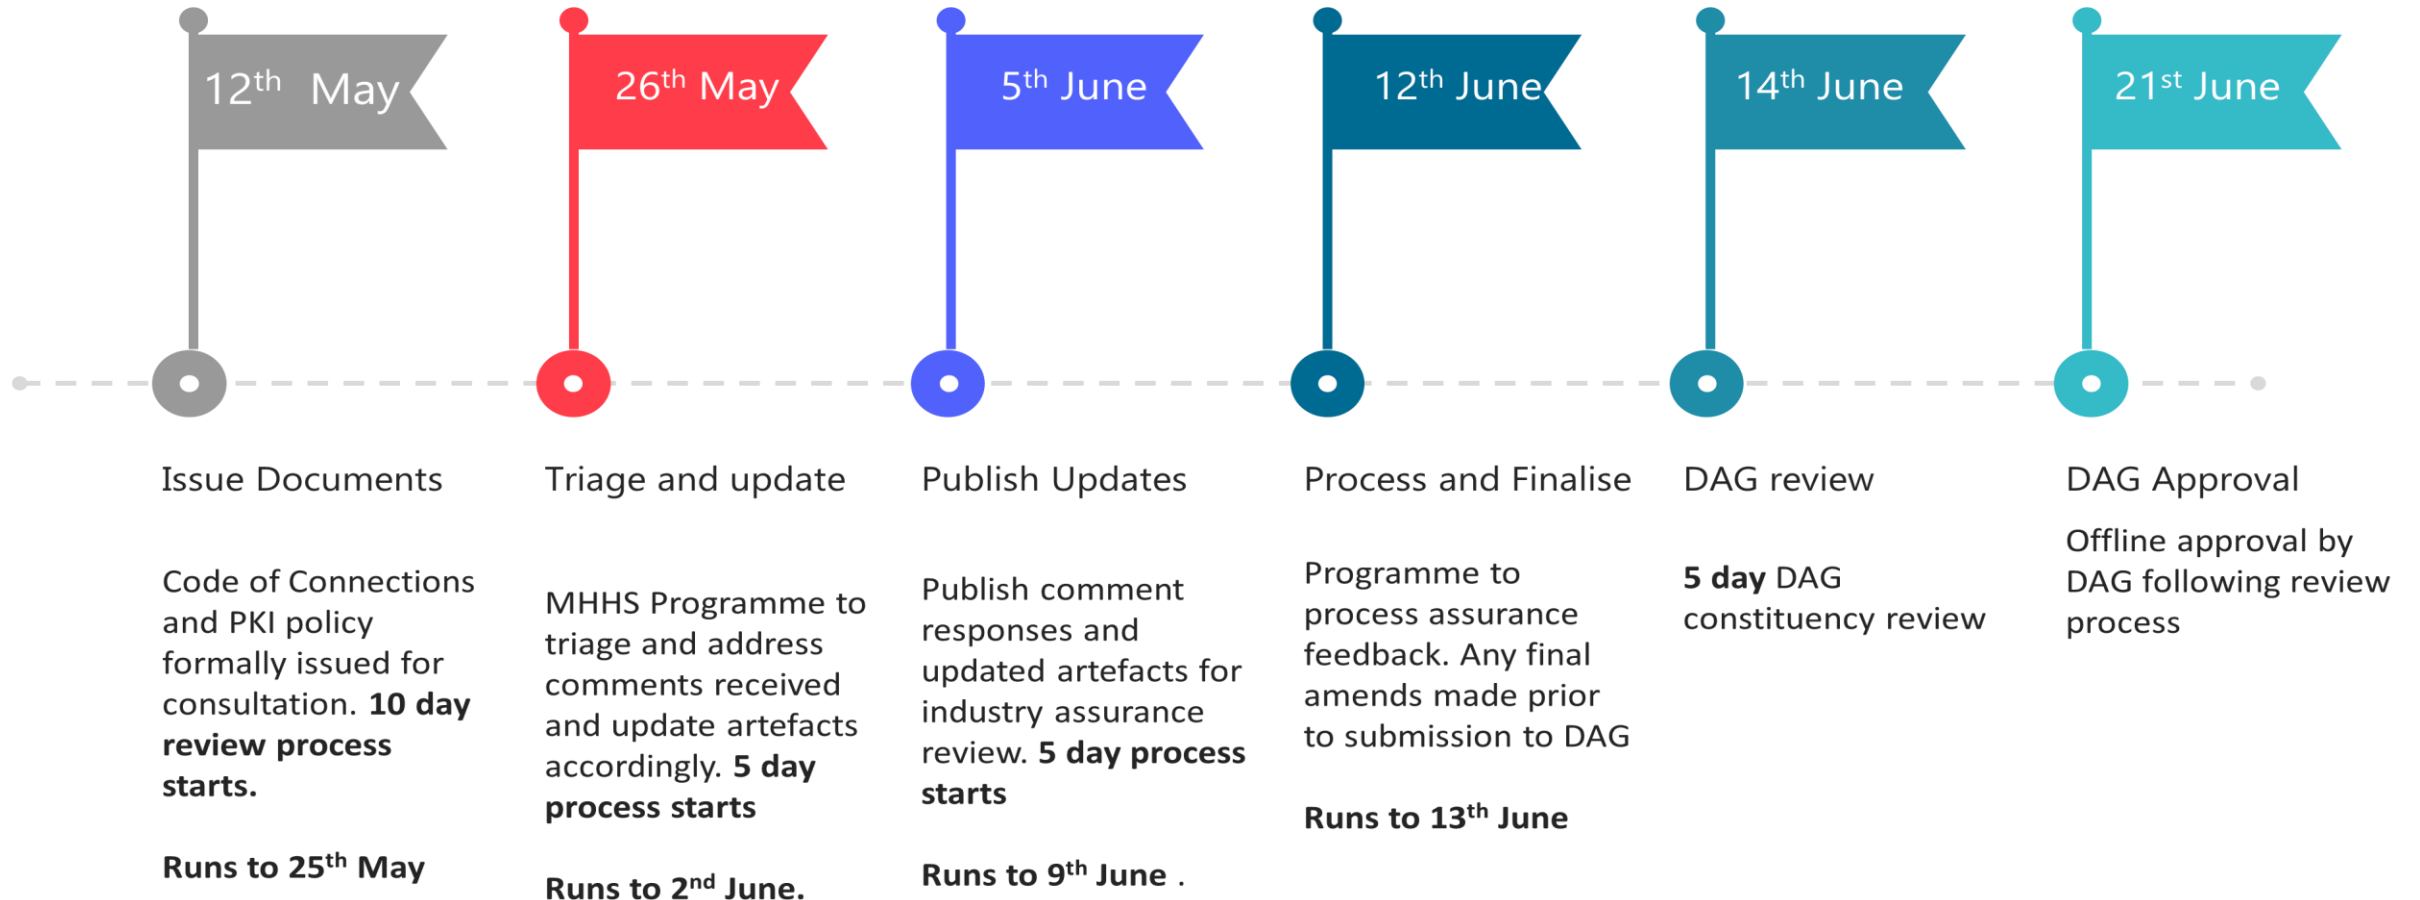 12th May
26th May
5th June
12th June
14th June
21st June
Issue Documents
Code of Connections
and PKI policy
formally issued for
consultation. 10 day
review process
starts.
Runs to 25th May
Triage and update
MHHS Programme to
triage and address
comments received
and update artefacts
accordingly. 5 day
process starts
Runs to 2nd June.
Publish Updates
Publish comment
responses and
updated artefacts for
industry assurance
review. 5 day process
starts
Runs to 9th June .
Process and Finalise
Programme to
process assurance
feedback. Any final
amends made prior
to submission to DAG
Runs to 13th June
DAG review
5 day DAG
constituency review
DAG Approval
Offline approval by
DAG following review
process